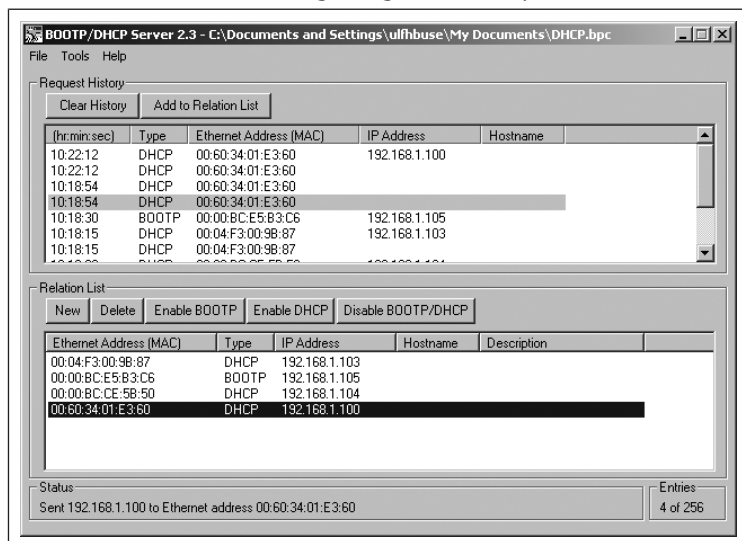 BOOTP/DHCP Server 2.3 - C:\Documents and Settings\ulfhbuse\My Documents\DHCP.bpc
File Tools Help
Request History
Clear History Add to Relation List
(hr:min:sec) Type Ethernet Address (MAC) IP Address Hostname
10:22:12 DHCP 00:60:34:01:E3:60 192.168.1.100
10:22:12 DHCP 00:60:34:01:E3:60
10:18:54 DHCP 00:60:34:01:E3:60
10:18:54 DHCP 00:60:34:01:E3:60
10:18:30 BOOTP 00:00:BC:E5:B3:C6 192.168.1.105
10:18:15 DHCP 00:04:F3:00:9B:87 192.168.1.103
10:18:15 DHCP 00:04:F3:00:9B:87
Relation List
New Delete Enable BOOTP Enable DHCP Disable BOOTP/DHCP
Ethernet Address (MAC) Type IP Address Hostname Description
00:04:F3:00:9B:87 DHCP 192.168.1.103
00:00:BC:E5:B3:C6 BOOTP 192.168.1.105
00:00:BC:CE:5B:50 DHCP 192.168.1.104
00:60:34:01:E3:60 DHCP 192.168.1.100
Status
Entries
Sent 192.168.1.100 to Ethernet address 00:60:34:01:E3:60
4 of 256